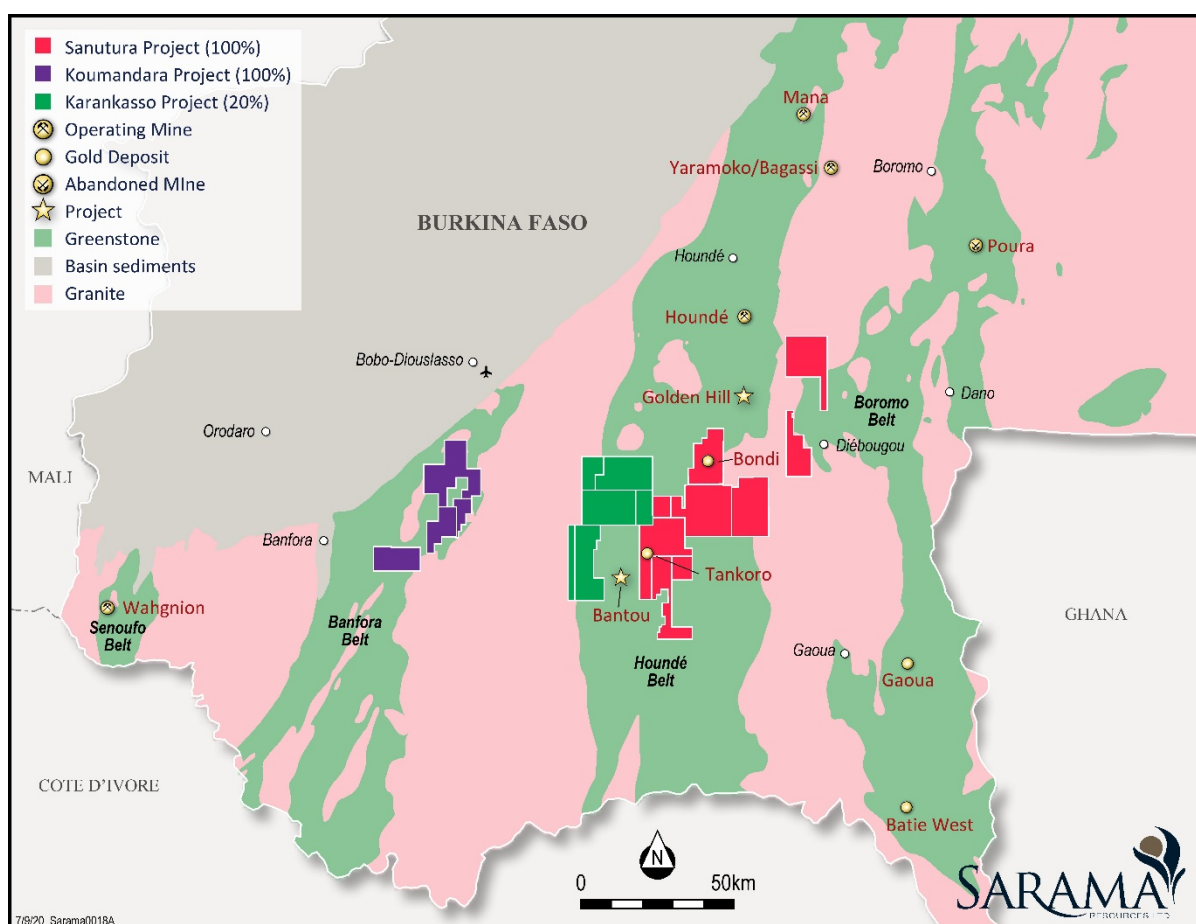 Sanutura Project (100%)
Koumandara Project (100%)
Karankasso Project (20%)
Operating Mine
Gold Deposit
Abandoned MIne
Project
Greenstone
Basin sediments
Granite
Mana
Yaramoko/Bagassi
Boromo
BURKINA FASO
Poura
Houndé
Houndé
Bobo-Diouslasso
Golden Hill
Dano
Boromo
Belt
Orodaro
Diébougou
Bondi
MALI
Banfora
Tankoro
Wahgnion
Bantou
GHANA
Senoufo
Belt
Banfora
Belt
Houndé
Belt
Gaoua
Gaoua
COTE D'IVORE
Batie West
N
0 50km
SARAMA
RESOURCES LTD
7/9/20_Sarama0018A